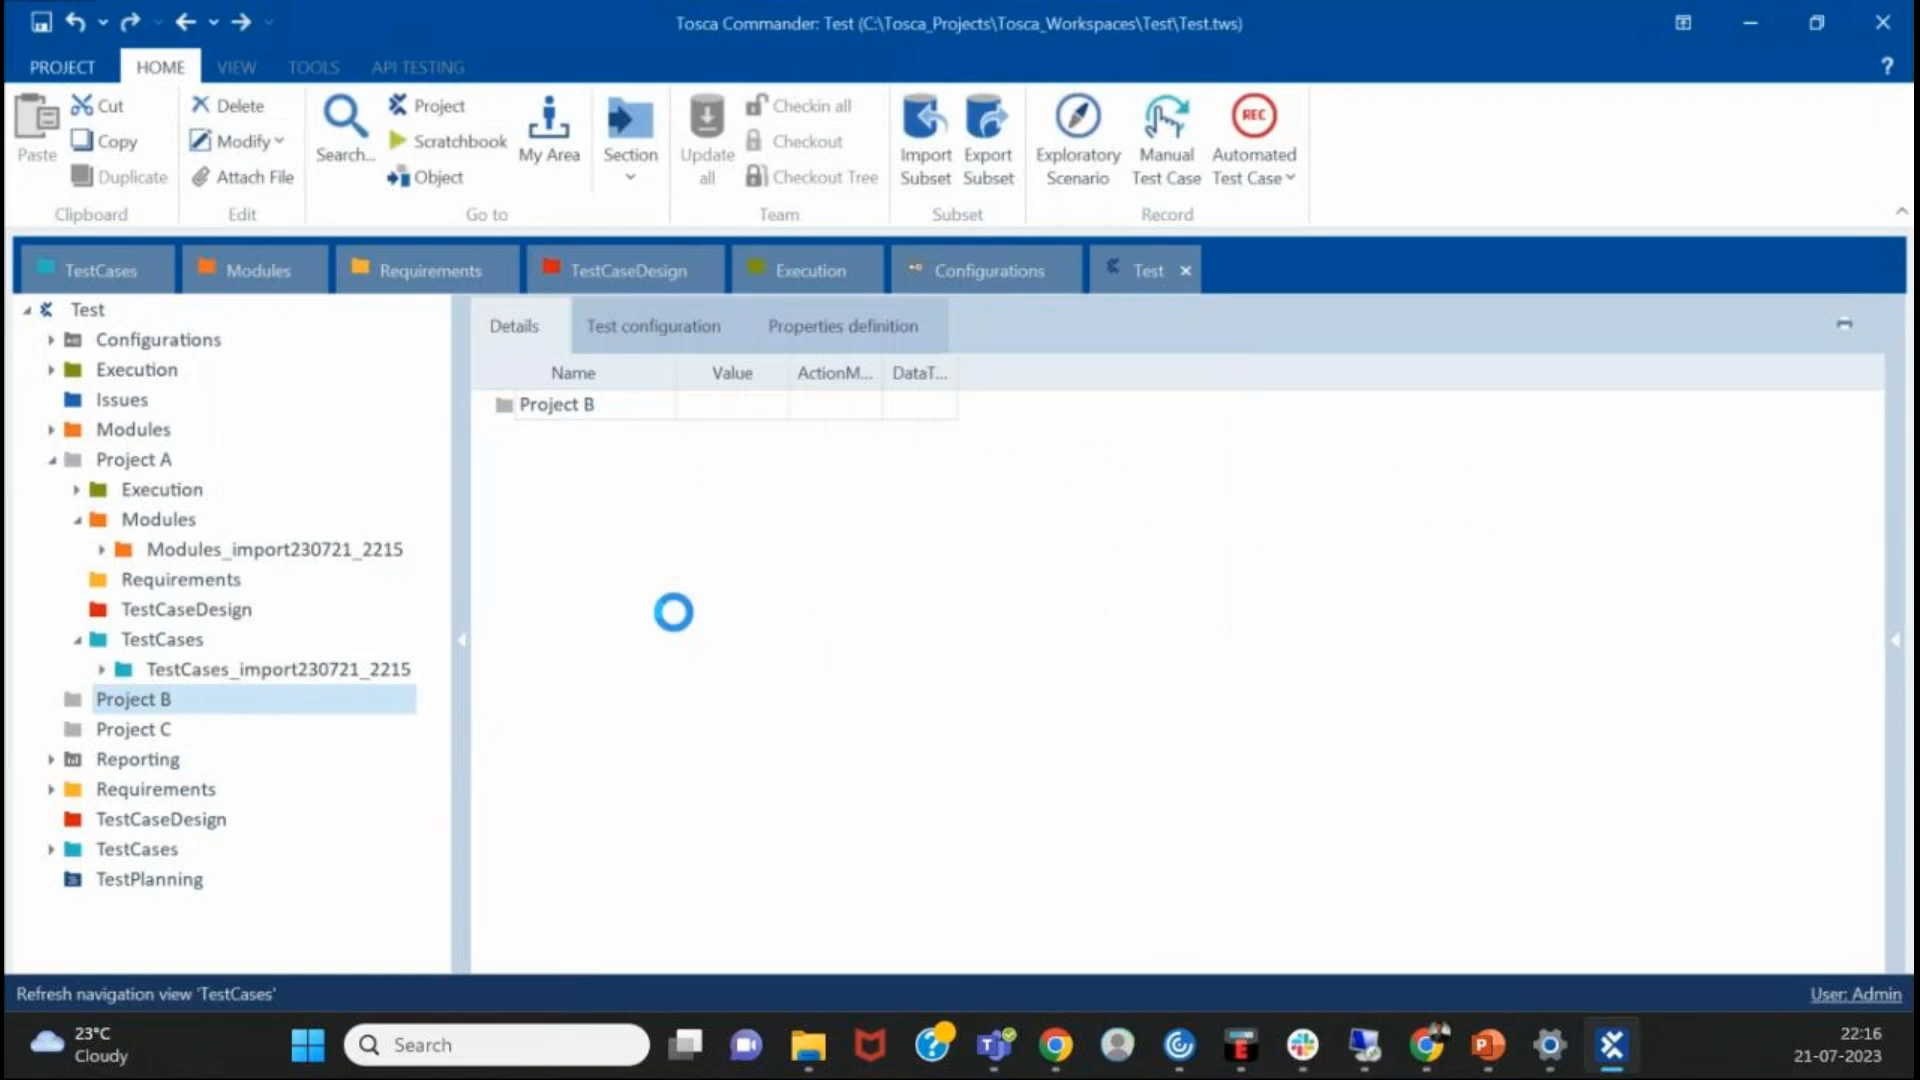 Tosca Commander: Test (C:\Tosca_Projects\Tosca_Workspaces\Test\Test.tws)
PROJECT HOME VIEW TOOLS API TESTING ?
Paste
Cut
Copy
Duplicate
Clipboard
Delete
Modify
Attach File
Edit
Search...
Project
Scratchbook
Object
My Area
Go to
Section
Update all
Checkin all
Checkout
Checkout Tree
Team
Import Subset
Export Subset
Subset
Exploratory Scenario
Manual Test Case
REC
Automated Test Case
Record
TestCases Modules Requirements TestCaseDesign Execution Configurations Test
Test
Configurations
Execution
Issues
Modules
Project A
Execution
Modules
Modules_import230721_2215
Requirements
TestCaseDesign
TestCases
TestCases_import230721_2215
Project B
Project C
Reporting
Requirements
TestCaseDesign
TestCases
TestPlanning
Details Test configuration Properties definition
Name Value ActionM... DataT...
Project B
Refresh navigation view 'TestCases' User: Admin
23°C
Cloudy
Search
22:16
21-07-2023